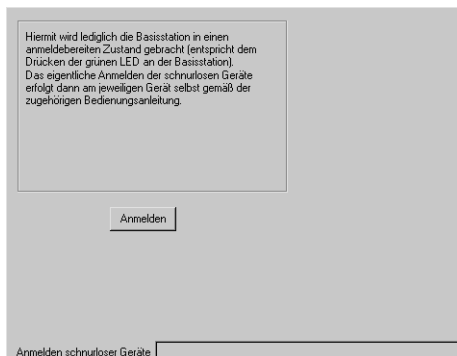 Hiermit wird lediglich die Basisstation in einen
anmeldebereiten Zustand gebracht (entspricht dem
Drücken der grünen LED an der Basisstation).
Das eigentliche Anmelden der schnurlosen Geräte
erfolgt dann am jeweiligen Gerät selbst gemäß der
zugehörigen Bedienungsanleitung.
Anmelden
Anmelden schnurloser Geräte